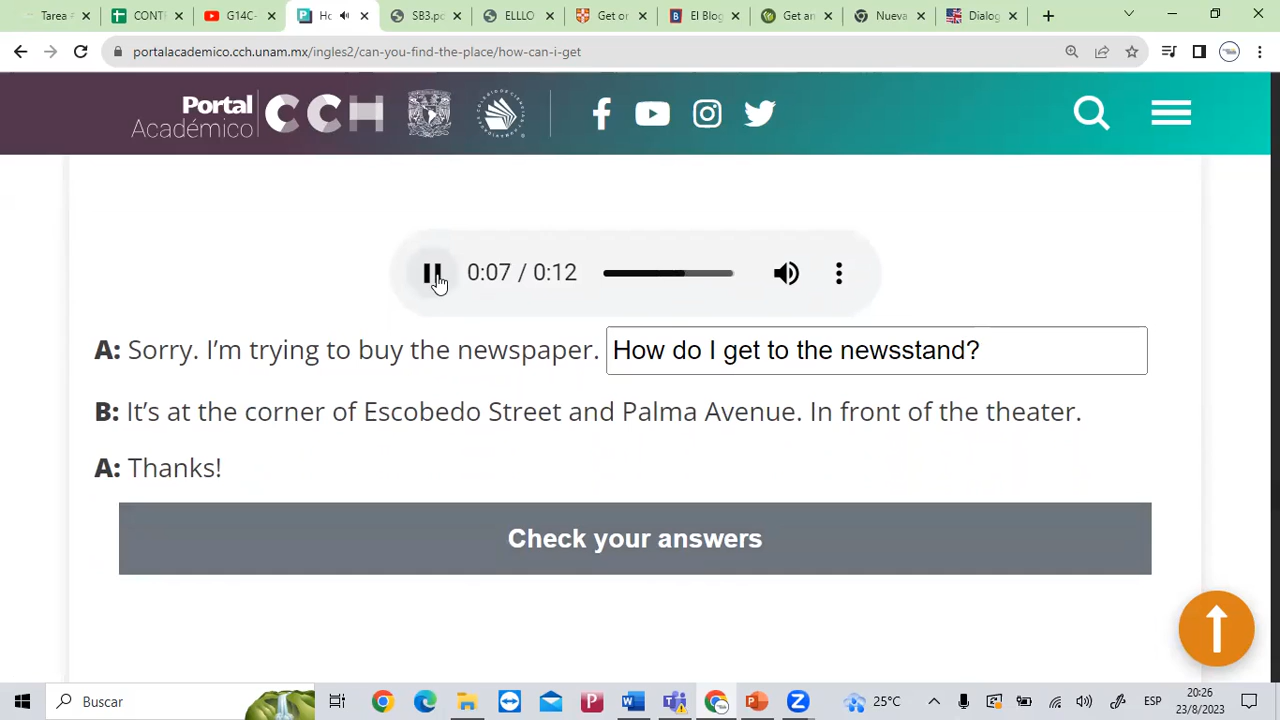 Tarea
CONTI
G14C-
Ho
SB3.pc
ELLLO
Get or
El Blog
Get an
Nueva
Dialog
portalacademico.cch.unam.mx/ingles2/can-you-find-the-place/how-can-i-get
Portal
Académico
CCH
0:07 / 0:12
A: Sorry. I'm trying to buy the newspaper. How do I get to the newsstand?
B: It's at the corner of Escobedo Street and Palma Avenue. In front of the theater.
A: Thanks!
Check your answers
Buscar
25°C
ESP
20:26
23/8/2023